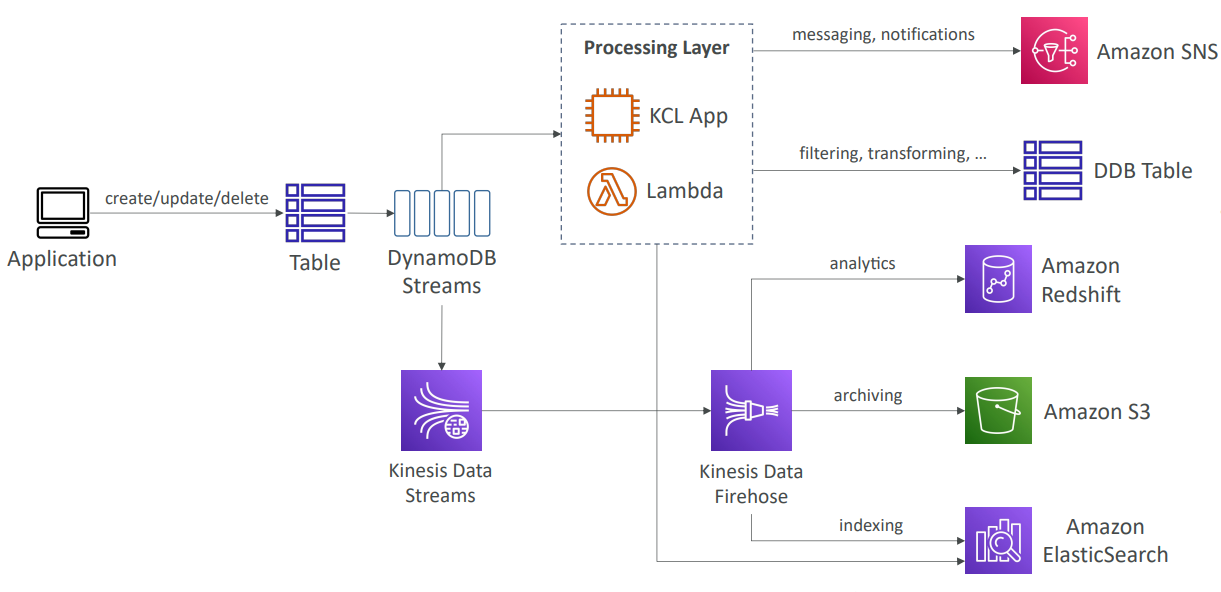 Processing Layer
KCL App
Lambda
messaging, notifications
Amazon SNS
filtering, transforming, ...
DDB Table
create/update/delete
Application
Table
DynamoDB
Streams
analytics
Amazon
Redshift
archiving
Amazon S3
Kinesis Data
Streams
Kinesis Data
Firehose
indexing
Amazon
ElasticSearch